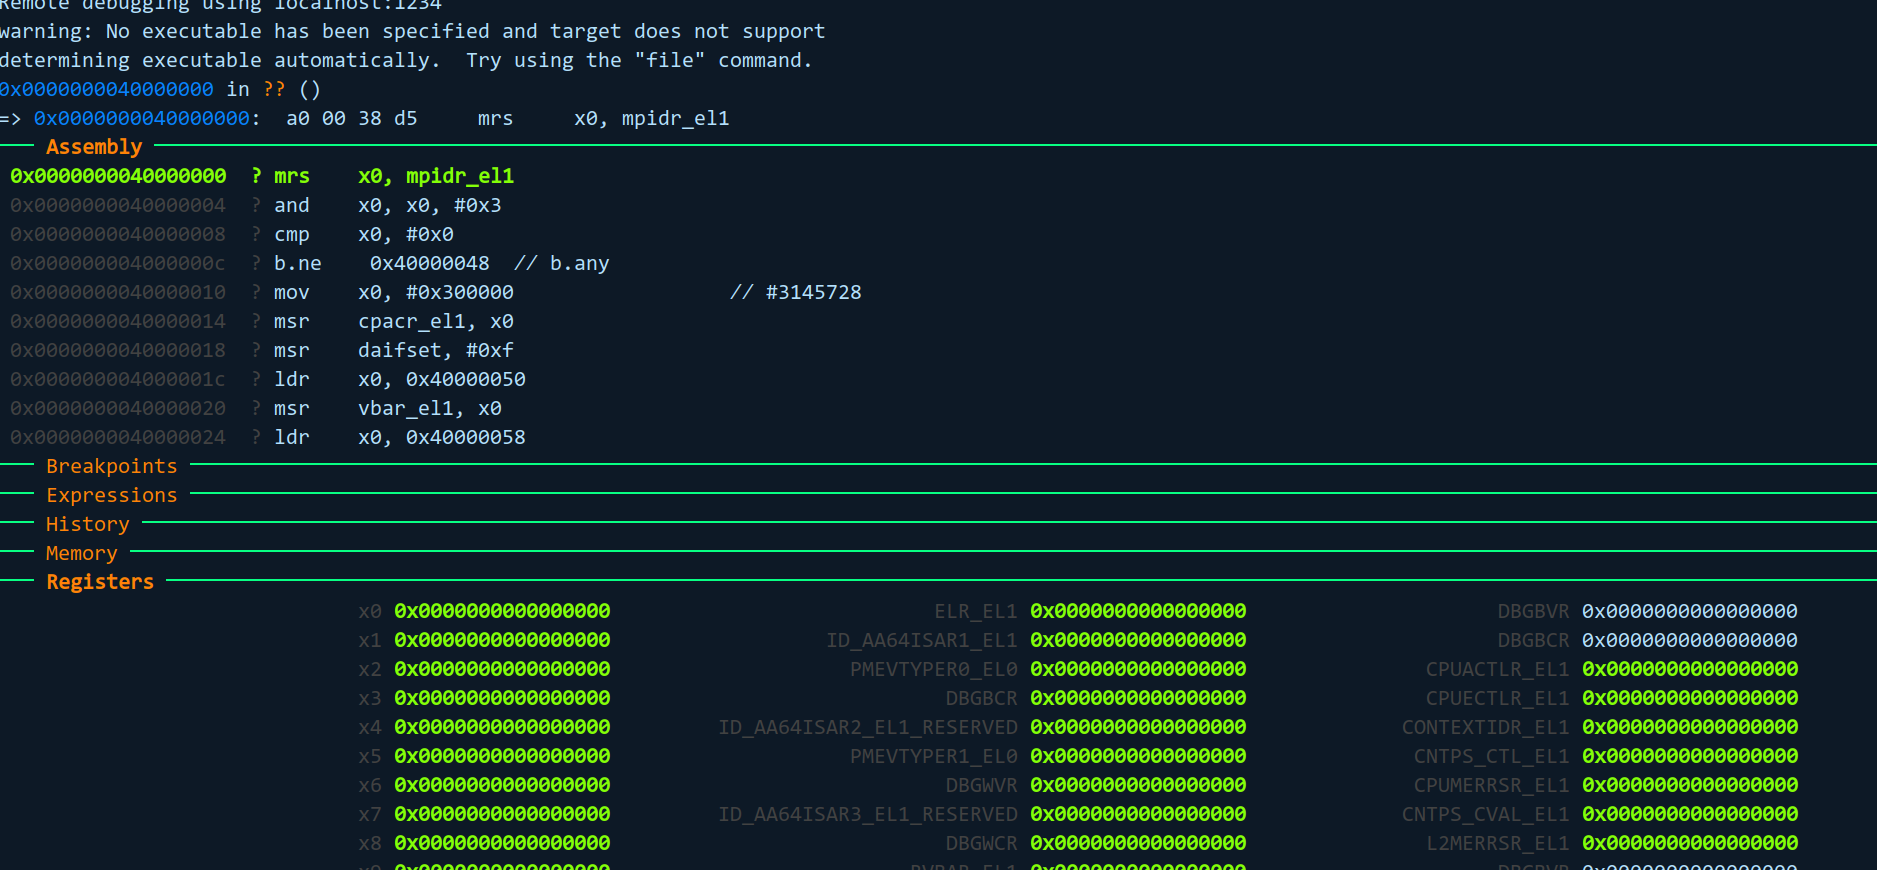 Remote debugging using localhost:1234
warning: No executable has been specified and target does not support
determining executable automatically.  Try using the "file" command.
0x0000000040000000 in ?? ()
=> 0x0000000040000000:  a0 00 38 d5     mrs     x0, mpidr_el1
Assembly
0x0000000040000000  ? mrs    x0, mpidr_el1
0x0000000040000004  ? and    x0, x0, #0x3
0x0000000040000008  ? cmp    x0, #0x0
0x000000004000000c  ? b.ne    0x40000048  // b.any
0x0000000040000010  ? mov    x0, #0x300000                  // #3145728
0x0000000040000014  ? msr    cpacr_el1, x0
0x0000000040000018  ? msr    daifset, #0xf
0x000000004000001c  ? ldr    x0, 0x40000050
0x0000000040000020  ? msr    vbar_el1, x0
0x0000000040000024  ? ldr    x0, 0x40000058
Breakpoints
Expressions
History
Memory
Registers
x0 0x0000000000000000 ELR_EL1 0x0000000000000000 DBGBVR 0x0000000000000000
x1 0x0000000000000000 ID_AA64ISAR1_EL1 0x0000000000000000 DBGBCR 0x0000000000000000
x2 0x0000000000000000 PMEVTYPER0_EL0 0x0000000000000000 CPUACTLR_EL1 0x0000000000000000
x3 0x0000000000000000 DBGBCR 0x0000000000000000 CPUECTLR_EL1 0x0000000000000000
x4 0x0000000000000000 ID_AA64ISAR2_EL1_RESERVED 0x0000000000000000 CONTEXTIDR_EL1 0x0000000000000000
x5 0x0000000000000000 PMEVTYPER1_EL0 0x0000000000000000 CNTPS_CTL_EL1 0x0000000000000000
x6 0x0000000000000000 DBGWVR 0x0000000000000000 CPUMERRSR_EL1 0x0000000000000000
x7 0x0000000000000000 ID_AA64ISAR3_EL1_RESERVED 0x0000000000000000 CNTPS_CVAL_EL1 0x0000000000000000
x8 0x0000000000000000 DBGWCR 0x0000000000000000 L2MERRSR_EL1 0x0000000000000000